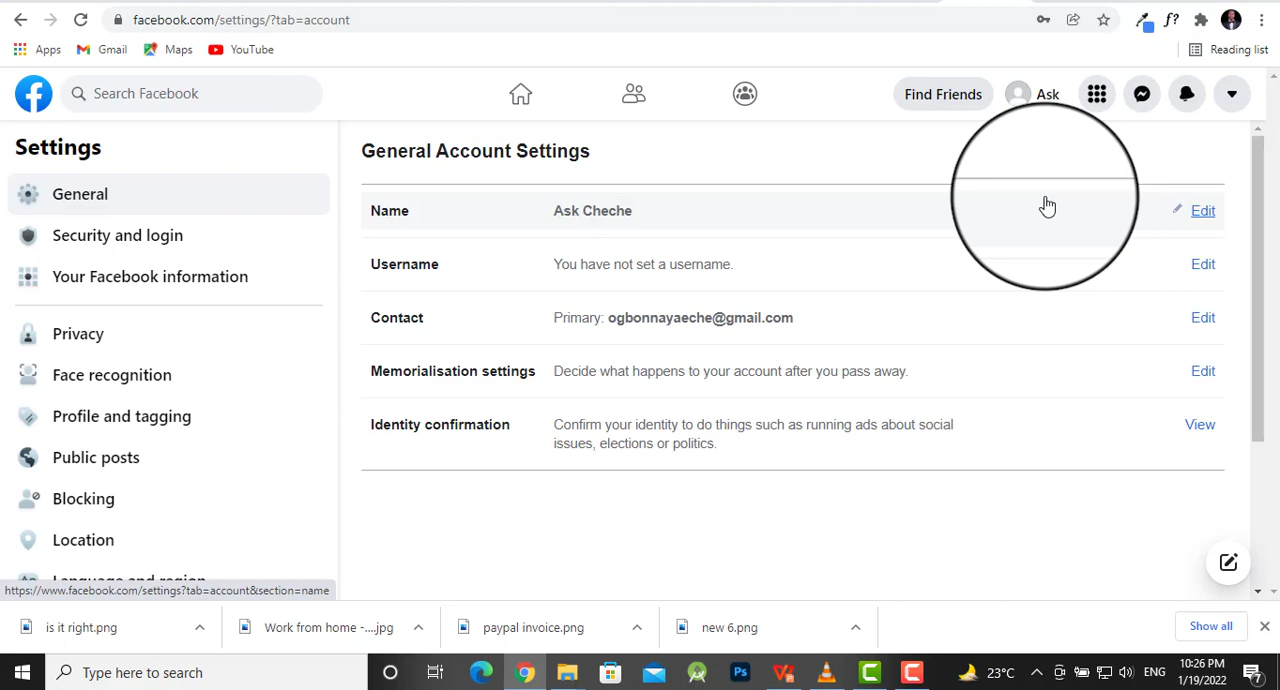 facebook.com/settings/?tab=account
Apps Gmail Maps YouTube Reading list
Search Facebook Find Friends Ask
Settings
General
Security and login
Your Facebook information
Privacy
Face recognition
Profile and tagging
Public posts
Blocking
Location
Language and region
General Account Settings
Name Ask Cheche Edit
Username You have not set a username. Edit
Contact Primary: ogbonnayaeche@gmail.com Edit
Memorialisation settings Decide what happens to your account after you pass away. Edit
Identity confirmation Confirm your identity to do things such as running ads about social View
issues, elections or politics.
https://www.facebook.com/settings?tab=account&section=name
is it right.png Work from home -....jpg paypal invoice.png new 6.png Show all
Type here to search 23°C ENG 10:26 PM
1/19/2022 7